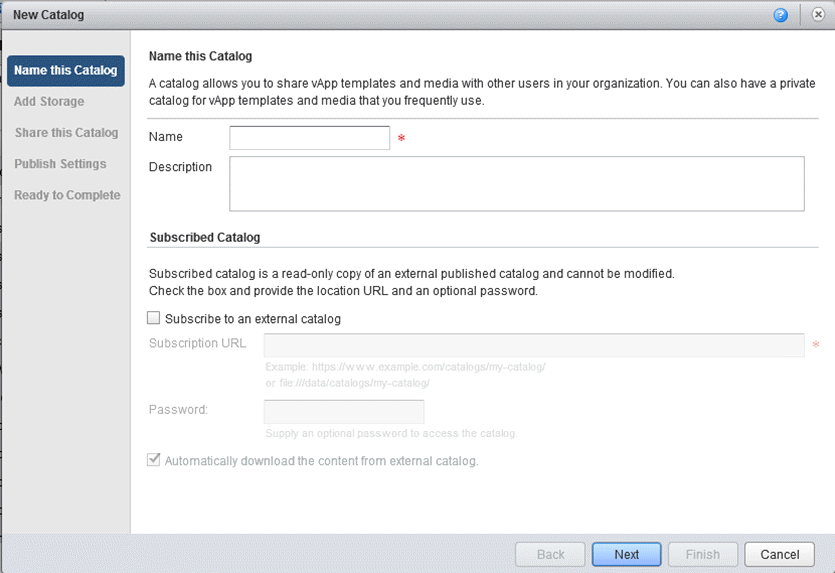 New Catalog
?
Name this Catalog
Add Storage
Share this Catalog
Publish Settings
Ready to Complete
Name this Catalog
A catalog allows you to share vApp templates and media with other users in your organization. You can also have a private
catalog for vApp templates and media that you frequently use.
Name *
Description
Subscribed Catalog
Subscribed catalog is a read-only copy of an external published catalog and cannot be modified.
Check the box and provide the location URL and an optional password.
Subscribe to an external catalog
Subscription URL *
Example: https://www.example.com/catalogs/my-catalog/
or file:///data/catalogs/my-catalog/
Password:
Supply an optional password to access the catalog
Automatically download the content from external catalog.
Back Next Finish Cancel